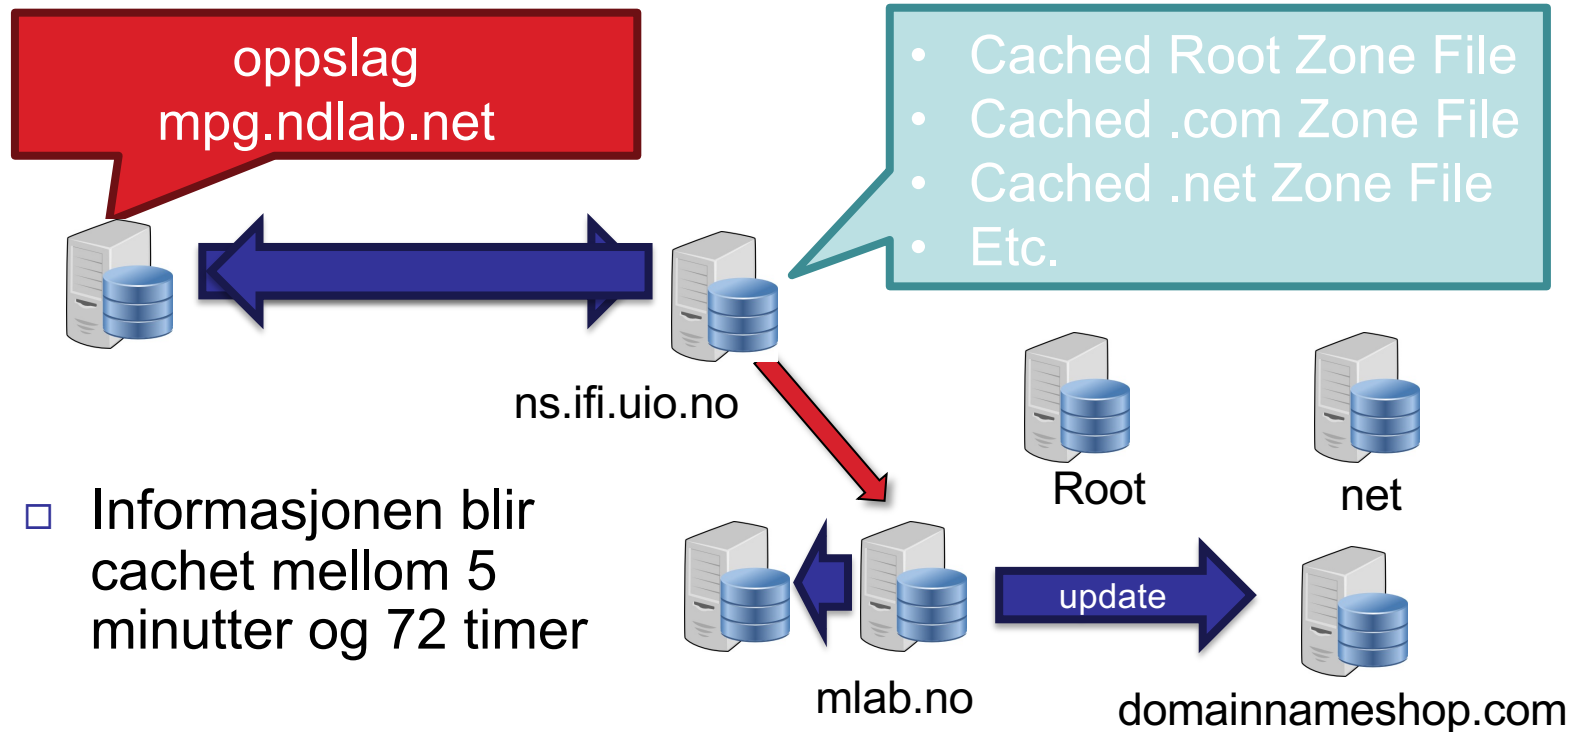 oppslag
mpg.ndlab.net
• Cached Root Zone File
• Cached .com Zone File
• Cached .net Zone File
• Etc.
ns.ifi.uio.no
Root
net
Informasjonen blir
cachet mellom 5
minutter og 72 timer
update
mlab.no
domainnameshop.com